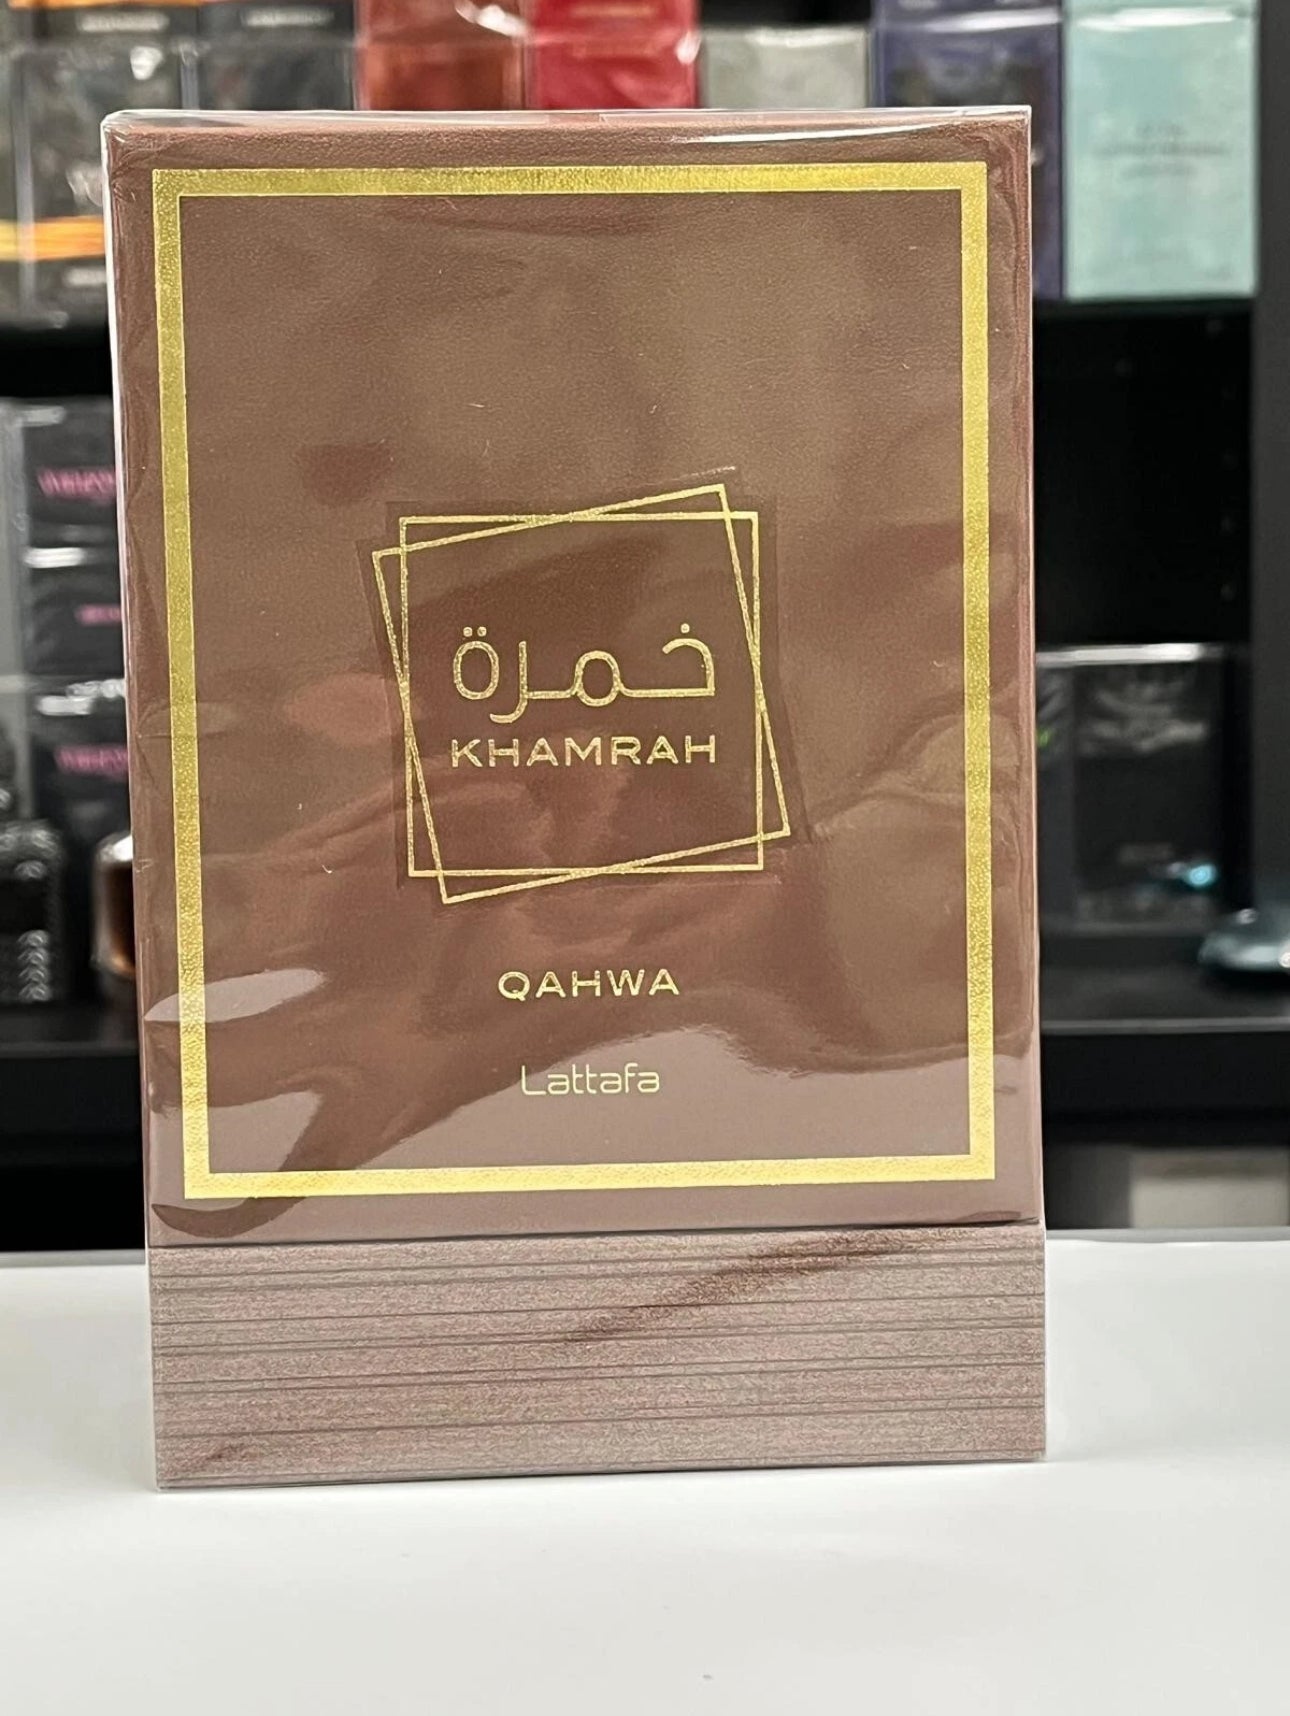 خمرة
KHAMRAH
QAHWA
Lattafa